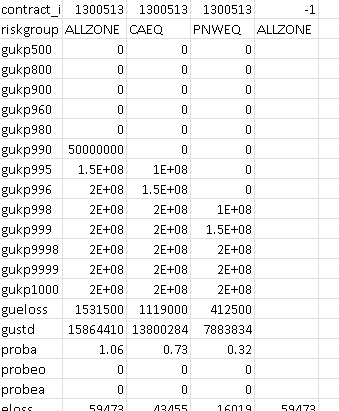 contract_i 1300513 1300513 1300513 -1
riskgroup ALLZONE CAEQ PNWEQ ALLZONE
gukp500 0 0 0
gukp800 0 0 0
gukp900 0 0 0
gukp960 0 0 0
gukp980 0 0 0
gukp990 50000000 0 0
gukp995 1.5E+08 1E+08 0
gukp996 2E+08 1.5E+08 0
gukp998 2E+08 2E+08 1E+08
gukp999 2E+08 2E+08 1.5E+08
gukp9998 2E+08 2E+08 2E+08
gukp9999 2E+08 2E+08 2E+08
gukp1000 2E+08 2E+08 2E+08
gueloss 1531500 1119000 412500
gustd 15864410 13800284 7883834
proba 1.06 0.73 0.32
probeo 0 0 0
probea 0 0 0
eloss 59473 43455 16019 59473